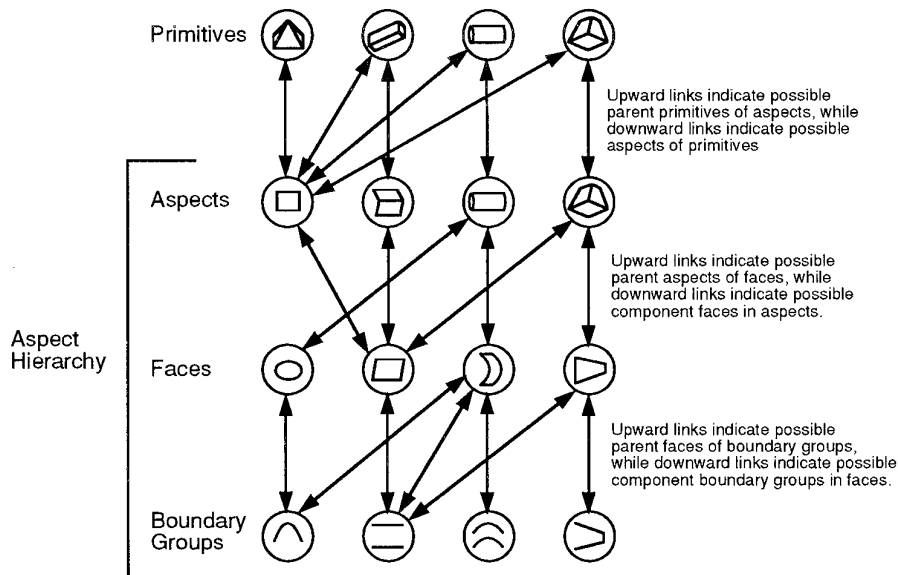 Primitives
Upward links indicate possible
parent primitives of aspects, while
downward links indicate possible
aspects of primitives
Aspects
Upward links indicate possible
parent aspects of faces, while
downward links indicate possible
component faces in aspects.
Aspect
Hierarchy
Faces
Upward links indicate possible
parent faces of boundary groups,
while downward links indicate possible
component boundary groups in faces.
Boundary
Groups